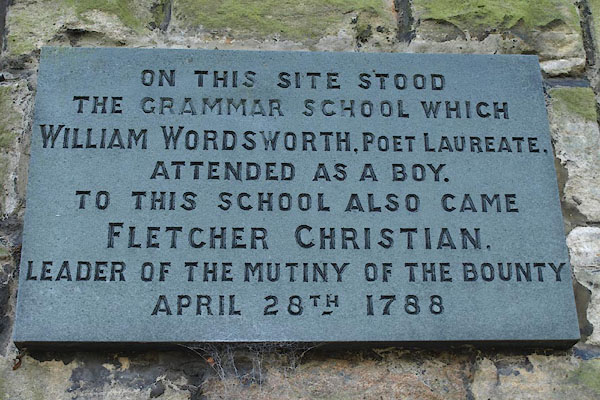 ON THIS SITE STOOD
THE GRAMMAR SCHOOL WHICH
WILLIAM WORDSWORTH, POET LAUREATE,
ATTENDED AS A BOY.
TO THIS SCHOOL ALSO CAME
FLETCHER CHRISTIAN,
LEADER OF THE MUTINY OF THE BOUNTY
APRIL 28TH 1788